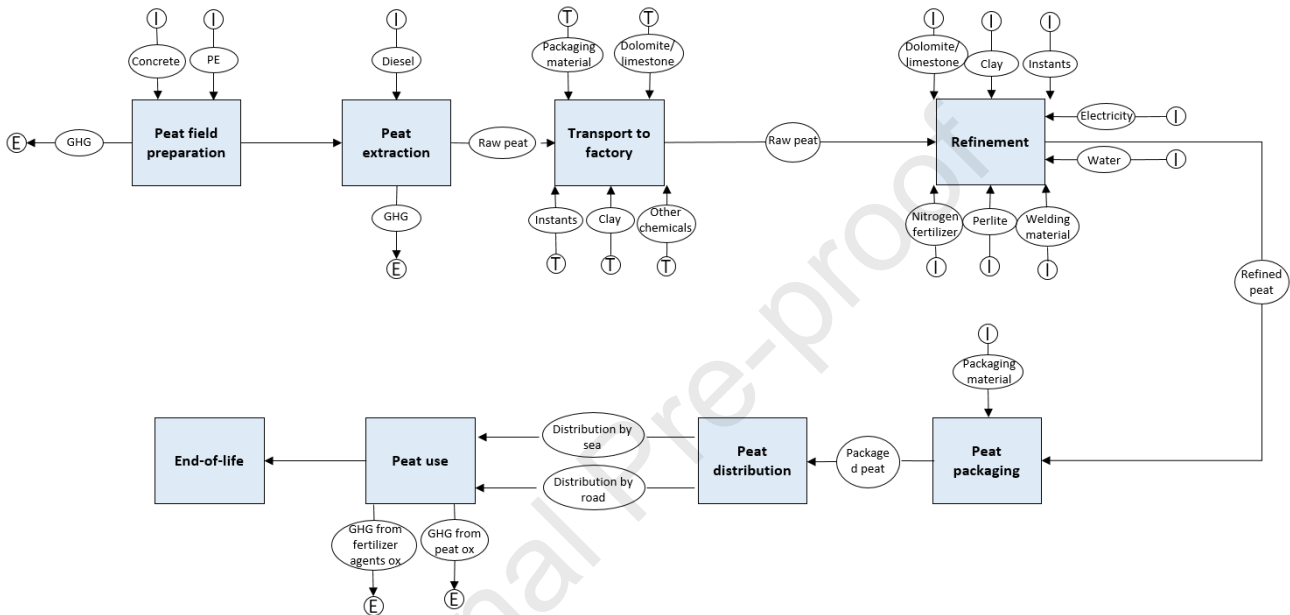 I
I
I
T
T
I
I
I
Concrete
PE
Diesel
Packaging
material
Dolomite/
limestone
Dolomite/
limestone
Clay
Instants
E
GHG
Peat field
preparation
Peat
extraction
Raw peat
Transport to
factory
Raw peat
Refinement
Electricity
I
Water
I
GHG
E
Instants
Clay
Other
chemicals
T
T
T
Nitrogen
fertilizer
Perlite
Welding
material
I
I
I
Refined
peat
I
Packaging
material
End-of-life
Peat use
Distribution by
sea
Distribution by
road
Peat
distribution
Package
d peat
Peat
packaging
GHG from
fertilizer
agents ox
GHG from
peat ox
E
E
nal Pre-proof